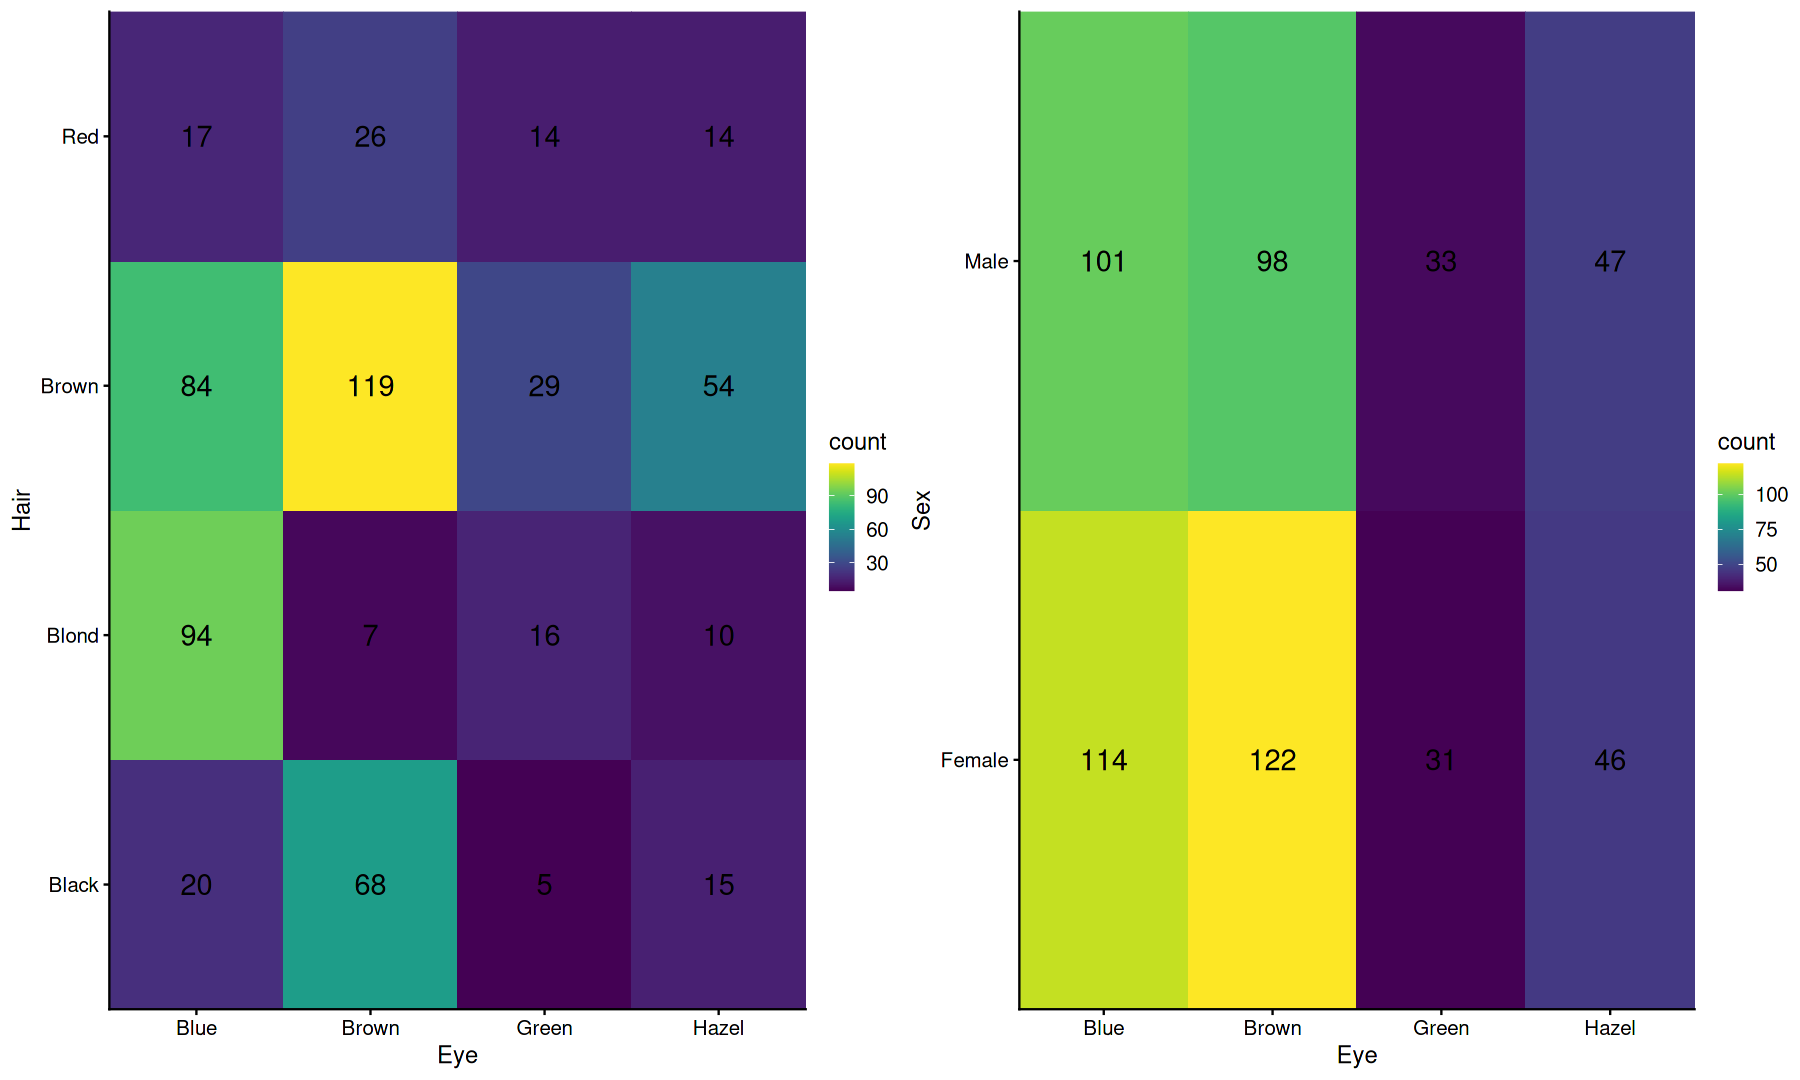 Hair
Red 17 26 14 14
Brown 84 119 29 54
Blond 94 7 16 10
Black 20 68 5 15
Blue Brown Green Hazel
Eye
count
90
60
30
Sex
Male 101 98 33 47
Female 114 122 31 46
Blue Brown Green Hazel
Eye
count
100
75
50